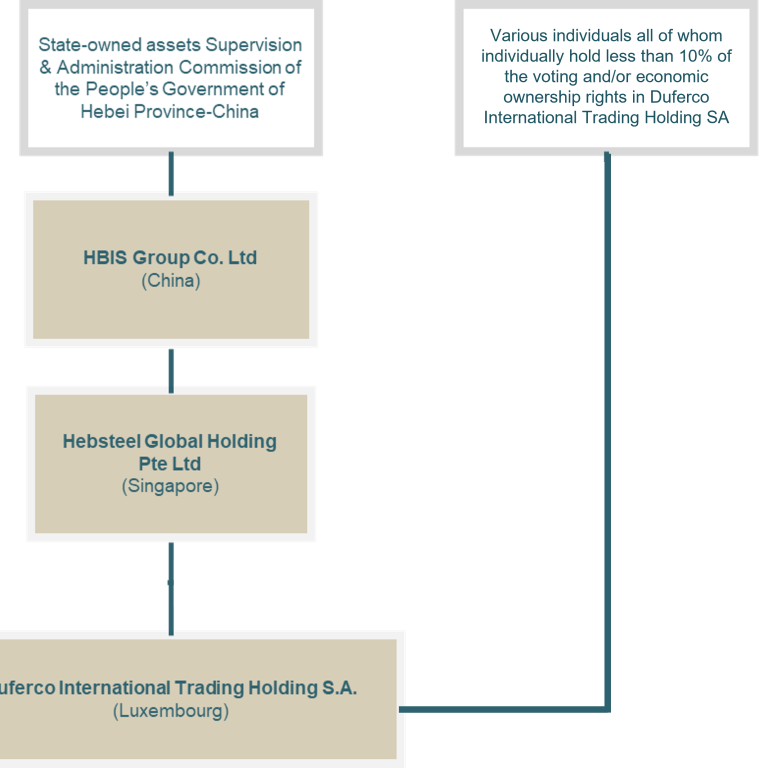 State-owned assets Supervision
& Administration Commission of
the People's Government of
Hebei Province-China
Various individuals all of whom
individually hold less than 10% of
the voting and/or economic
ownership rights in Duferco
International Trading Holding SA
HBIS Group Co. Ltd
(China)
Hebsteel Global Holding
Pte Ltd
(Singapore)
uferco International Trading Holding S.A.
(Luxembourg)